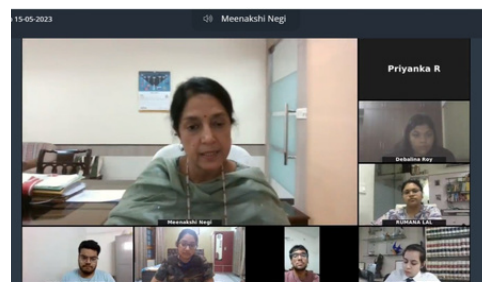 15-05-2023
Meenakshi Negi
Priyanka R
Debalina Roy
Meenakshi Negi
RUMANA LAL